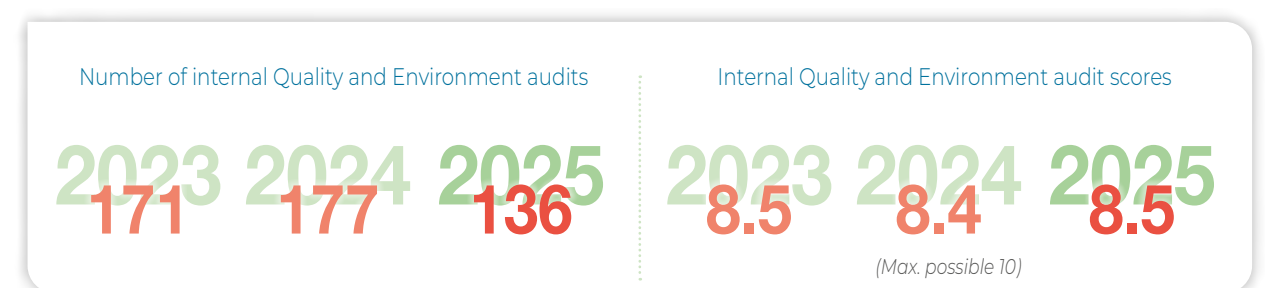 Number of internal Quality and Environment audits
2023 2024 2025
171 177 136
Internal Quality and Environment audit scores
2023 2024 2025
8.5 8.4 8.5
(Max. possible 10)